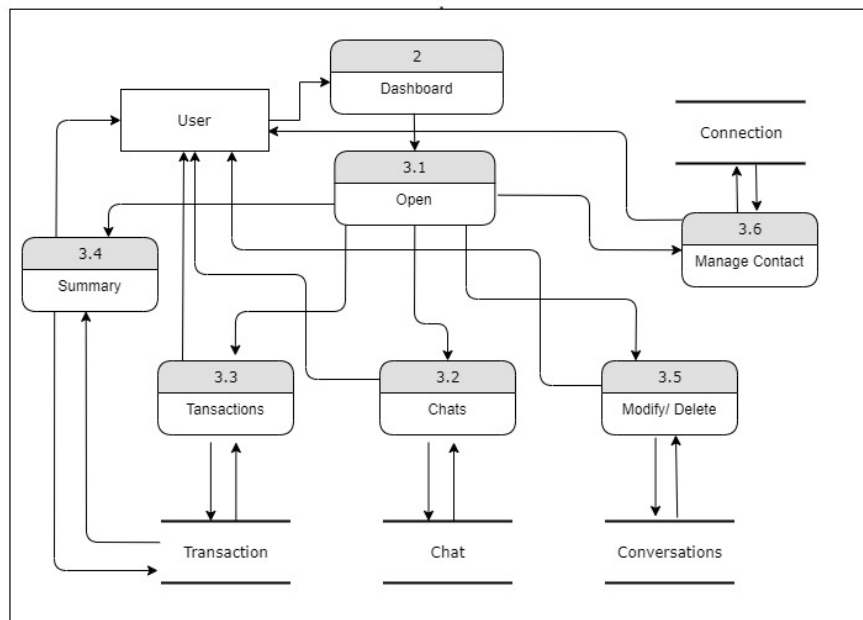 2
Dashboard
User
Connection
3.1
Open
3.6
Manage Contact
3.4
Summary
3.3
Tansactions
3.2
Chats
3.5
Modify/ Delete
Transaction
Chat
Conversations